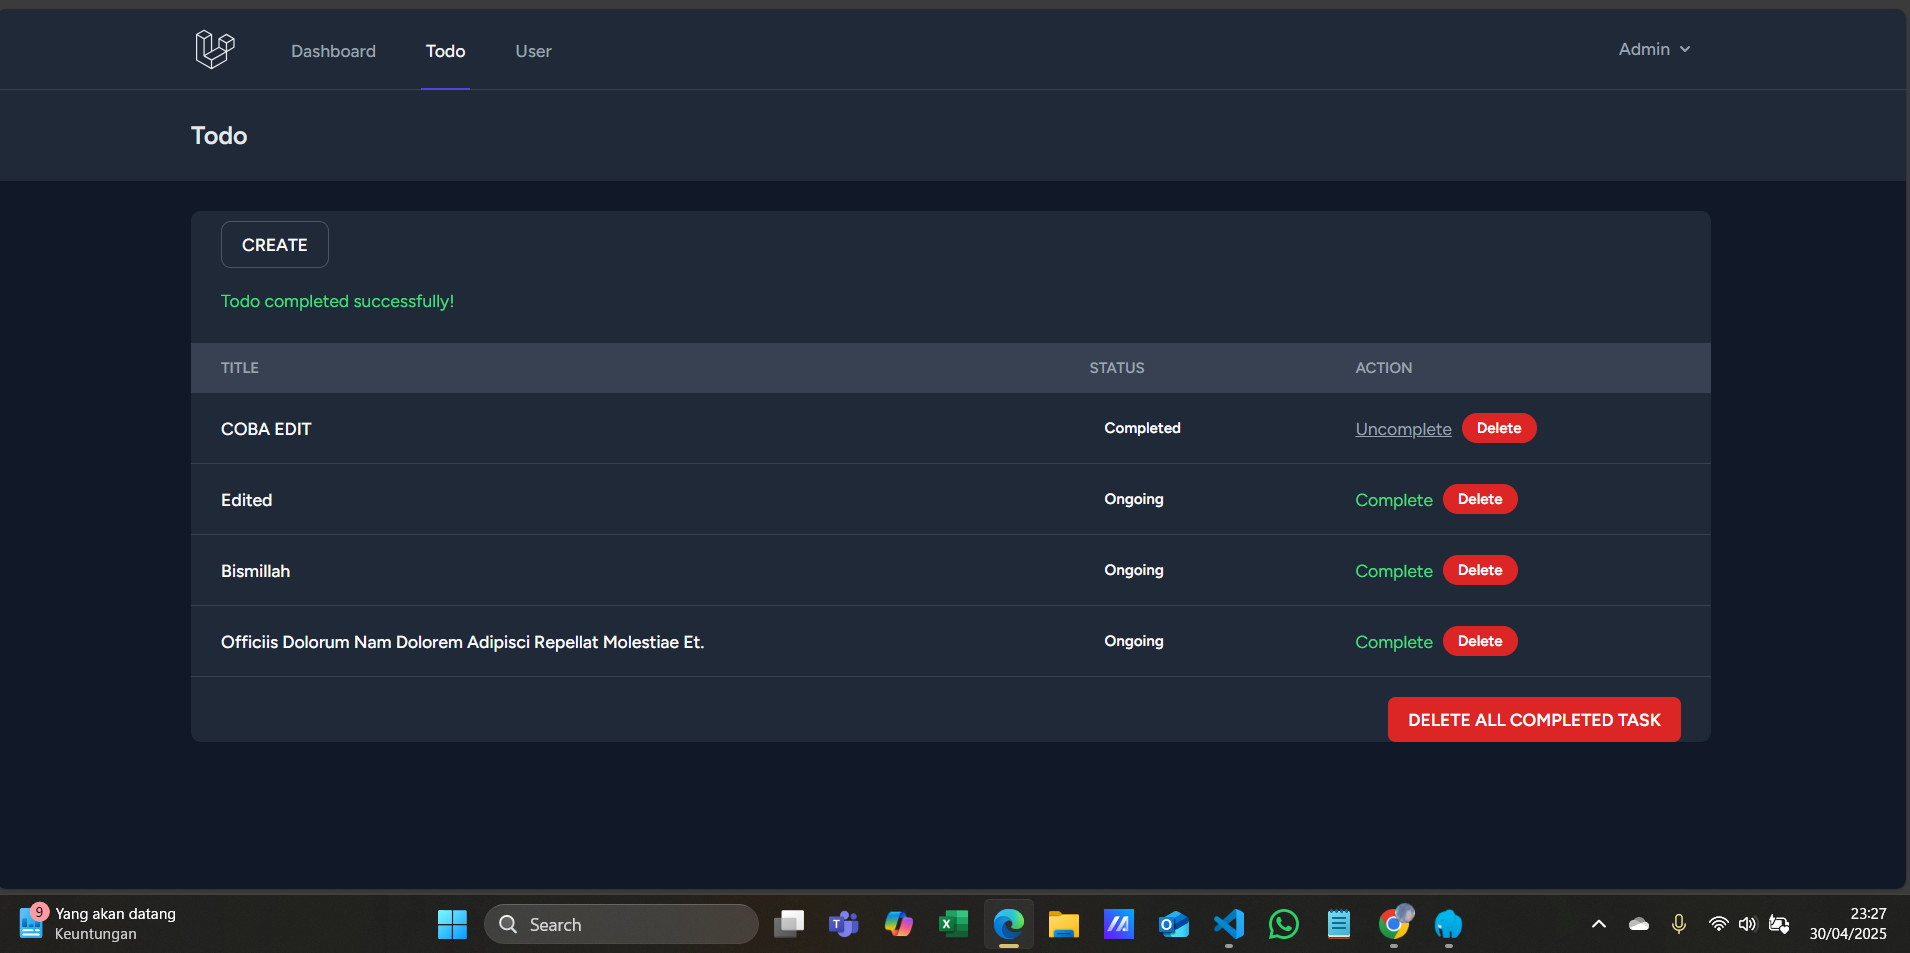 Dashboard Todo User Admin
Todo
CREATE
Todo completed successfully!
TITLE STATUS ACTION
COBA EDIT Completed Uncomplete Delete
Edited Ongoing Complete Delete
Bismillah Ongoing Complete Delete
Officiis Dolorum Nam Dolorem Adipisci Repellat Molestiae Et. Ongoing Complete Delete
DELETE ALL COMPLETED TASK
9 Yang akan datang
Keuntungan
Search
23:27
30/04/2025